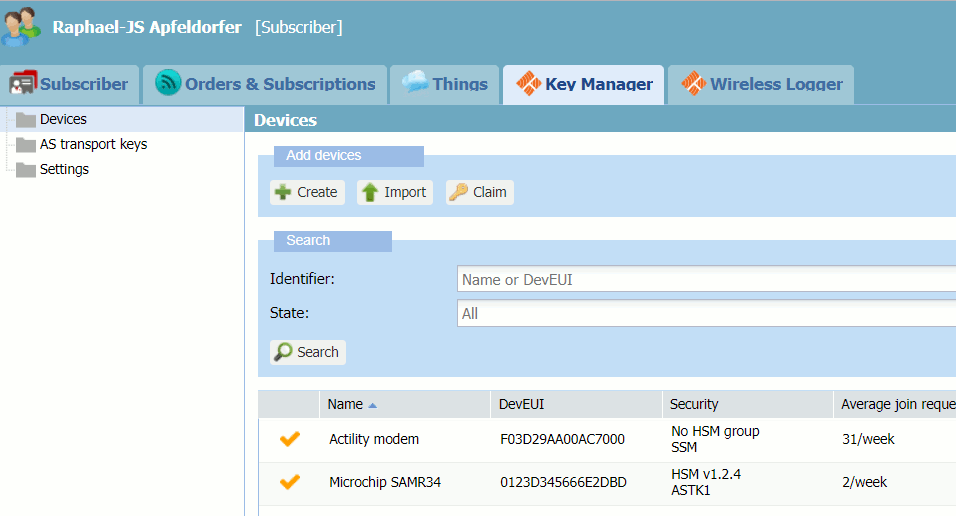 Raphael-JS Apfeldorfer [Subscriber]
Subscriber Orders & Subscriptions Things Key Manager Wireless Logger
Devices
AS transport keys
Settings
Devices
Add devices
Create Import Claim
Search
Identifier: Name or DevEUI
State: All
Search
Name DevEUI Security Average join reque
Actility modem F03D29AA00AC7000 No HSM group SSM 31/week
Microchip SAMR34 0123D345666E2DBD HSM v1.2.4 ASTK1 2/week